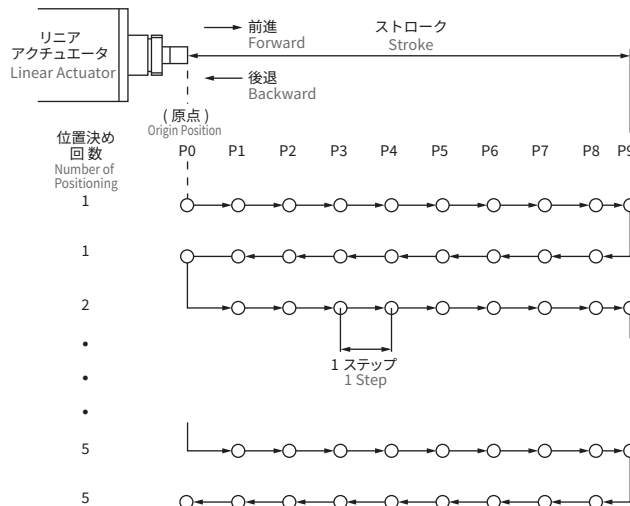 リニア
アクチュエータ
Linear Actuator
前進
Forward
ストローク
Stroke
後退
Backward
( 原点 )
Origin Position
位置決め
回 数
Number of
Positioning
P0 P1 P2 P3 P4 P5 P6 P7 P8 P9
1
1
2
1 ステップ
1 Step
5
5